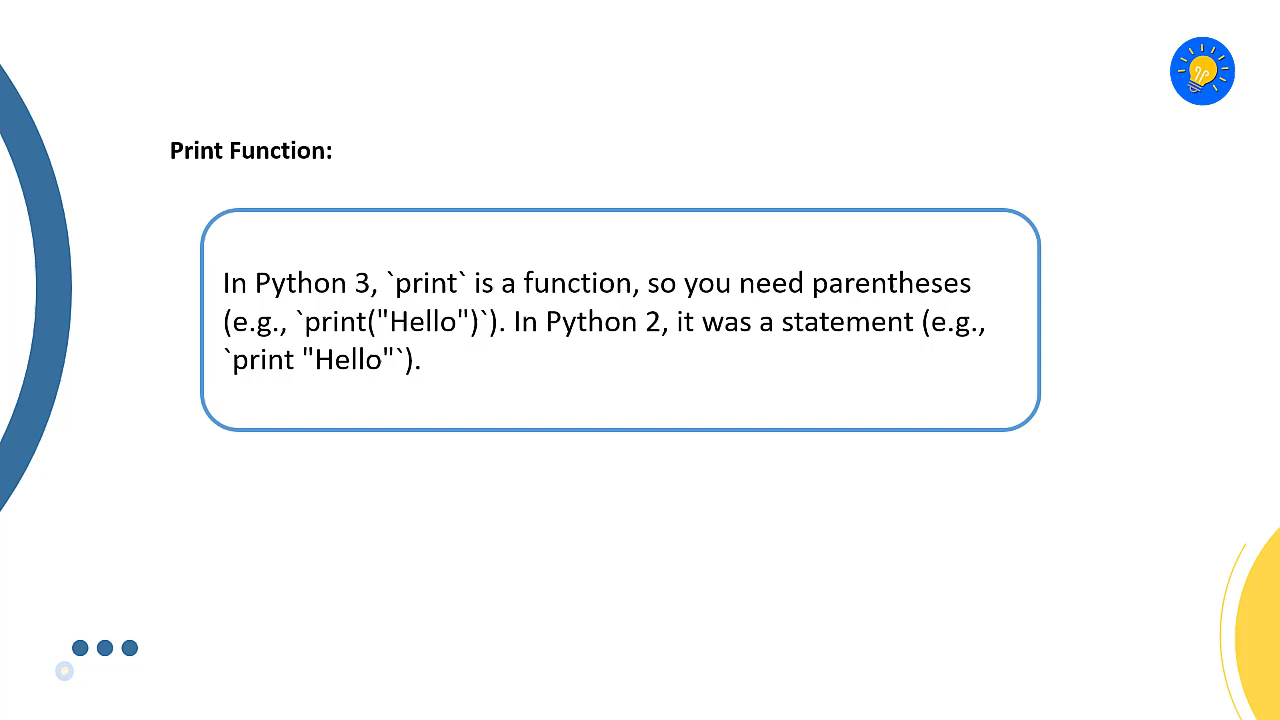 Print Function:
In Python 3, `print` is a function, so you need parentheses
(e.g., `print("Hello")`). In Python 2, it was a statement (e.g.,
`print "Hello"`).